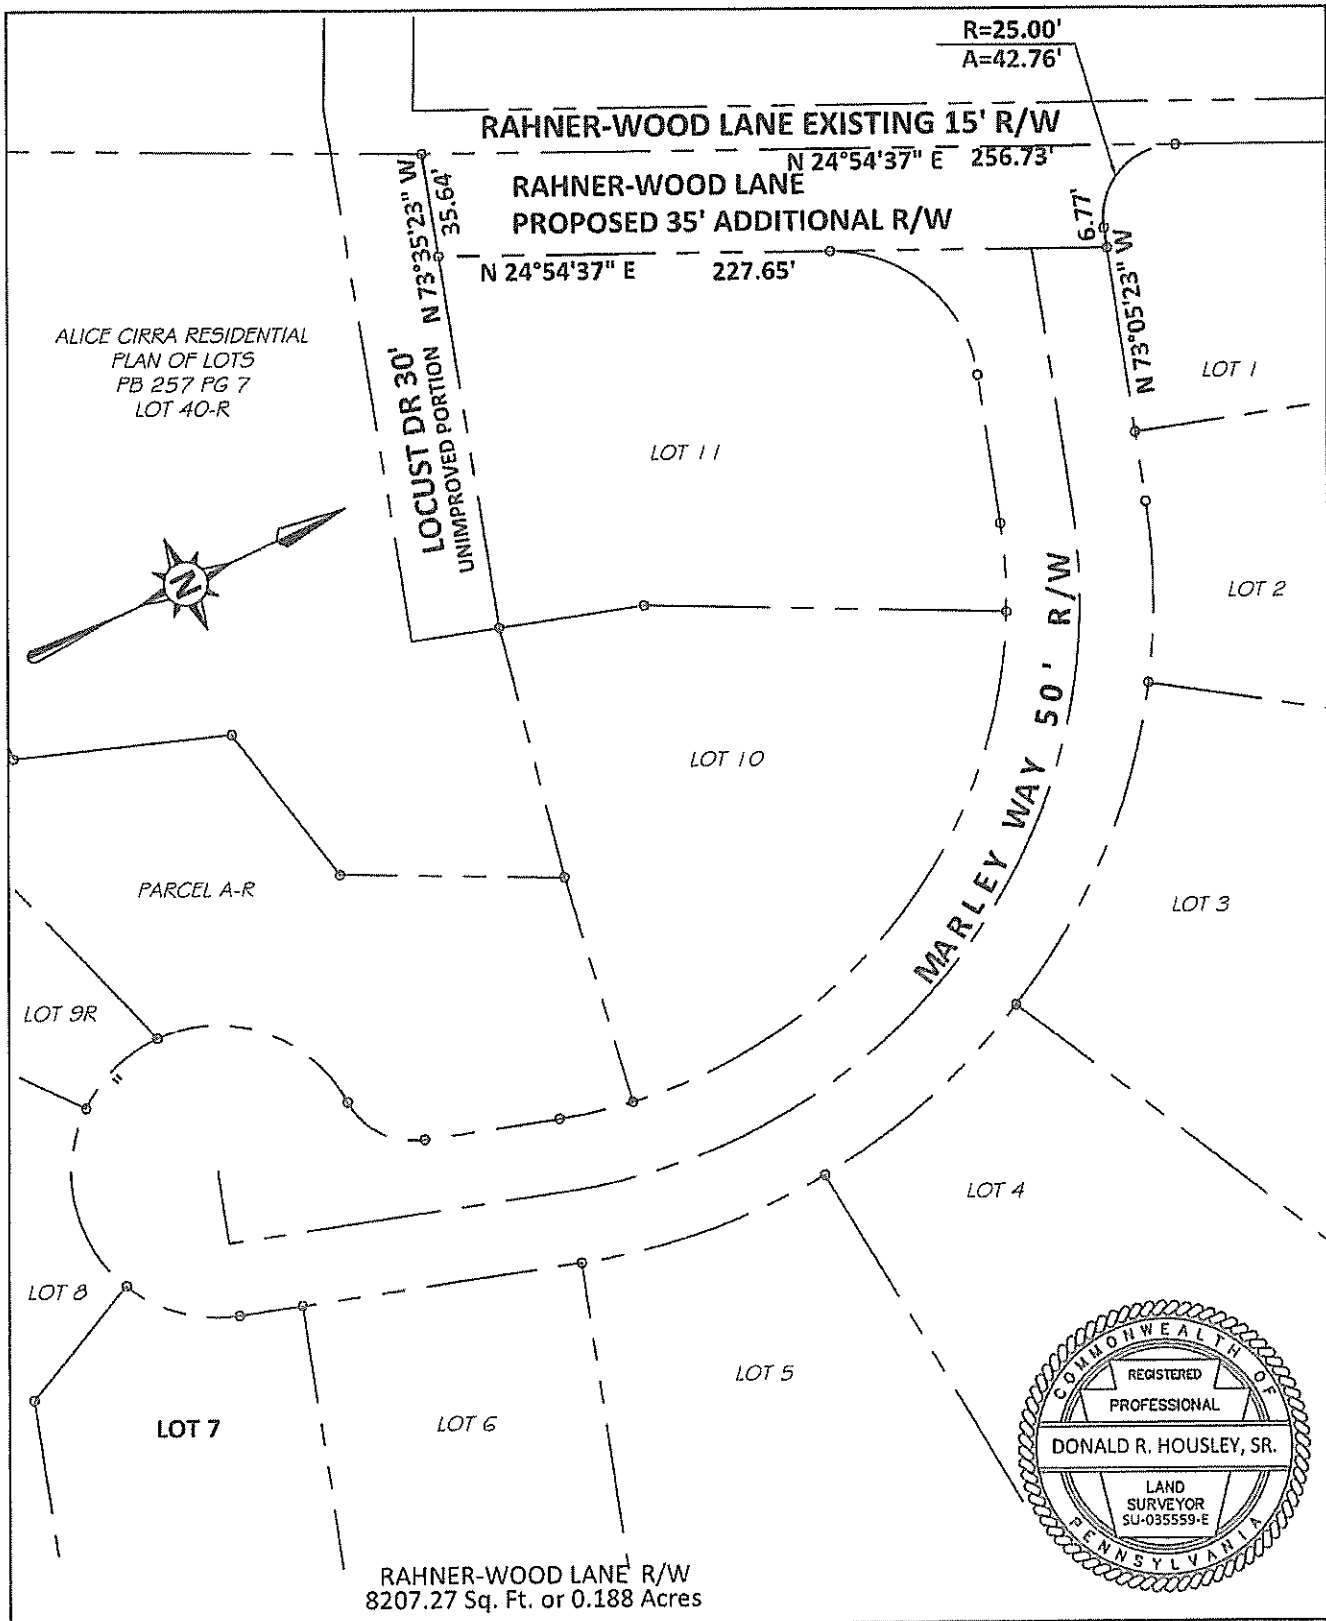 R=25.00'
A=42.76'
RAHNER-WOOD LANE EXISTING 15' R/W
N 24°54'37" E 256.73'
RAHNER-WOOD LANE
PROPOSED 35' ADDITIONAL R/W
N 73°35'23" W
35.64'
6.77'
N 24°54'37" E 227.65'
N 73°05'23" W
ALICE CIRRA RESIDENTIAL
PLAN OF LOTS
PB 257 PG 7
LOT 40-R
LOCUST DR 30'
UNIMPROVED PORTION
LOT 1
LOT 11
N
LOT 2
MARLEY WAY 50' R/W
LOT 10
PARCEL A-R
LOT 3
LOT 9R
"
LOT 4
LOT 8
LOT 5
LOT 7
LOT 6
COMMONWEALTH OF
REGISTERED
PROFESSIONAL
DONALD R. HOUSLEY, SR.
LAND
SURVEYOR
SU-035559-E
PENNSYLVANIA
RAHNER-WOOD LANE R/W
8207.27 Sq. Ft. or 0.188 Acres